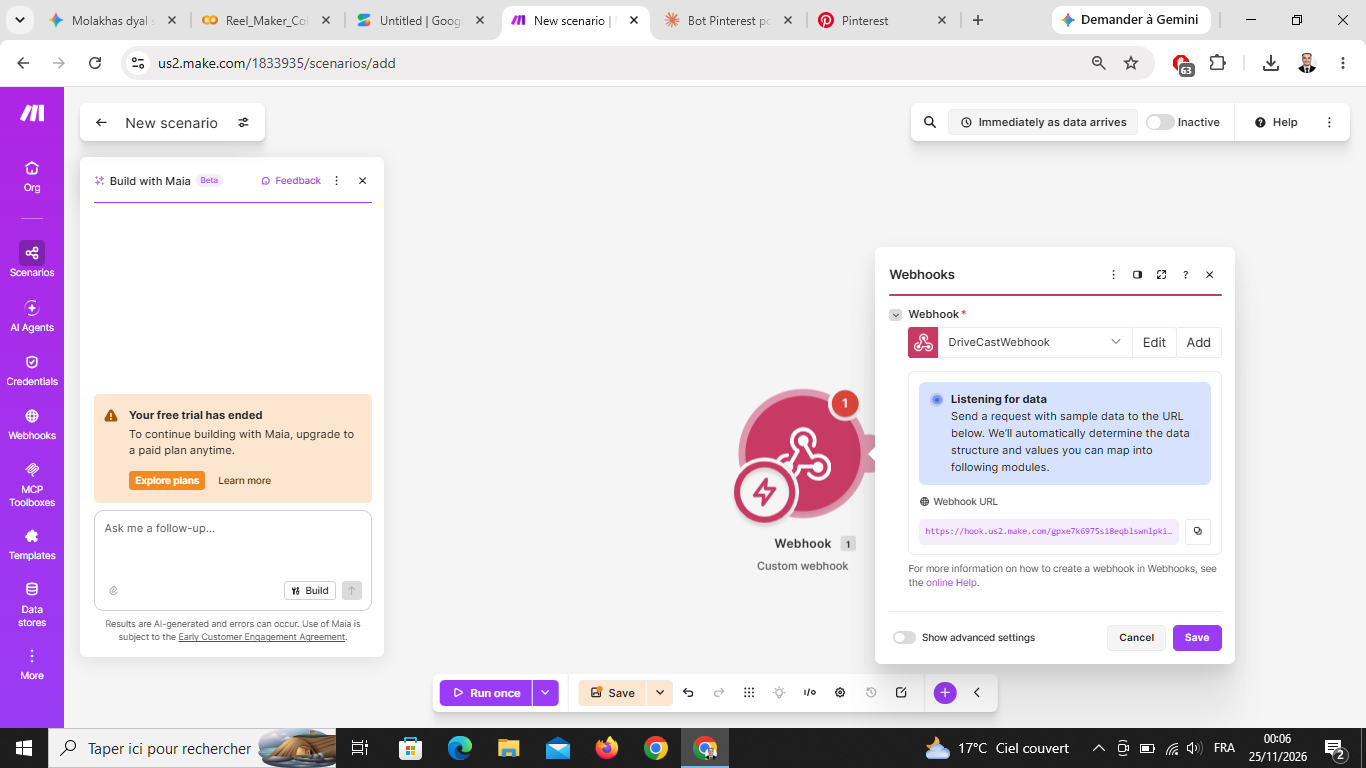 Molakhas dyal s
Reel_Maker_Co
Untitled | Goog
New scenario |
Bot Pinterest po
Pinterest
Demander à Gemini
us2.make.com/1833935/scenarios/add
63
Org
Scenarios
AI Agents
Credentials
Webhooks
MCP
Toolboxes
Templates
Data
stores
More
New scenario
Immediately as data arrives
Inactive
Help
Build with Maia Beta
Feedback
Your free trial has ended
To continue building with Maia, upgrade to
a paid plan anytime.
Explore plans
Learn more
Ask me a follow-up...
Build
Results are AI-generated and errors can occur. Use of Maia is
subject to the Early Customer Engagement Agreement.
1
Webhook 1
Custom webhook
Webhooks
?
Webhook *
DriveCastWebhook
Edit
Add
Listening for data
Send a request with sample data to the URL
below. We'll automatically determine the data
structure and values you can map into
following modules.
Webhook URL
https://hook.us2.make.com/gpxe7k6975si8eqblswnlpki...
For more information on how to create a webhook in Webhooks, see
the online Help.
Show advanced settings
Cancel
Save
Run once
Save
Taper ici pour rechercher
17°C Ciel couvert
FRA
00:06
25/11/2026
2